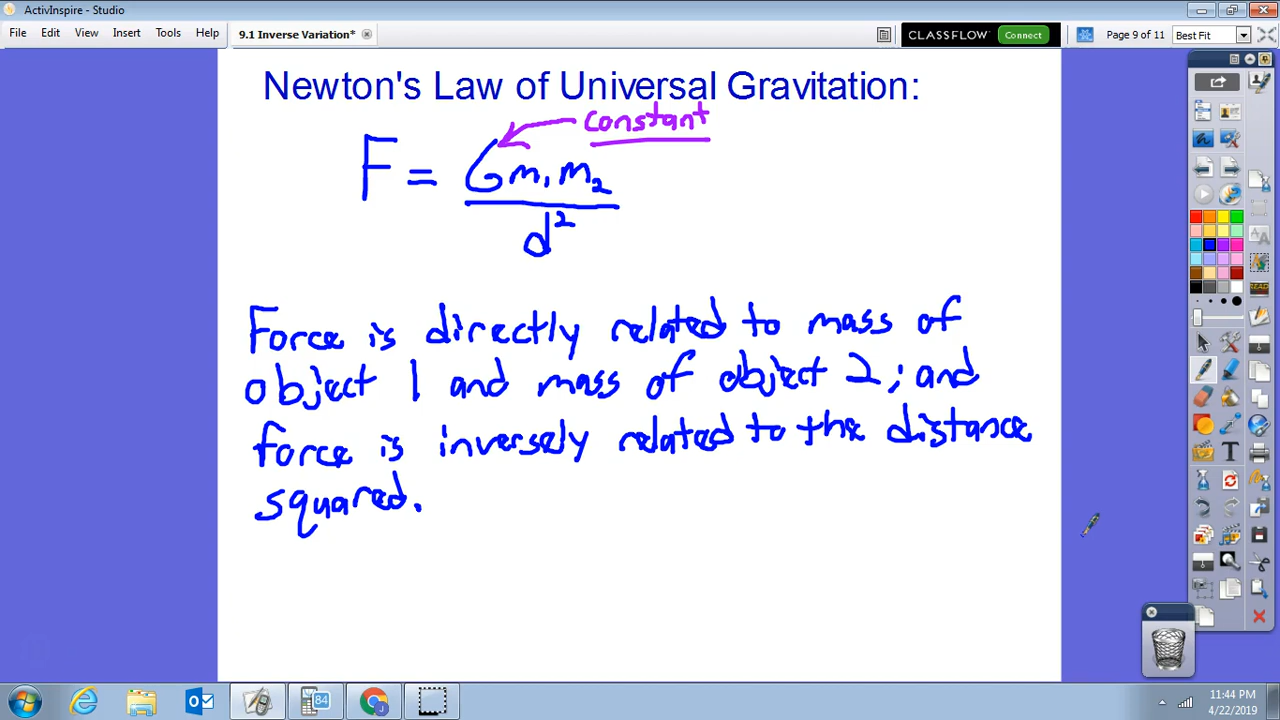 ActivInspire - Studio
File Edit View Insert Tools Help
9.1 Inverse Variation*
CLASSFLOW Connect
Page 9 of 11
Best Fit
Newton's Law of Universal Gravitation:
constant
F = Gm₁m₂
d²
Force is directly related to mass of
object 1 and mass of object 2; and
force is inversely related to the distance
squared.
84
11:44 PM
4/22/2019